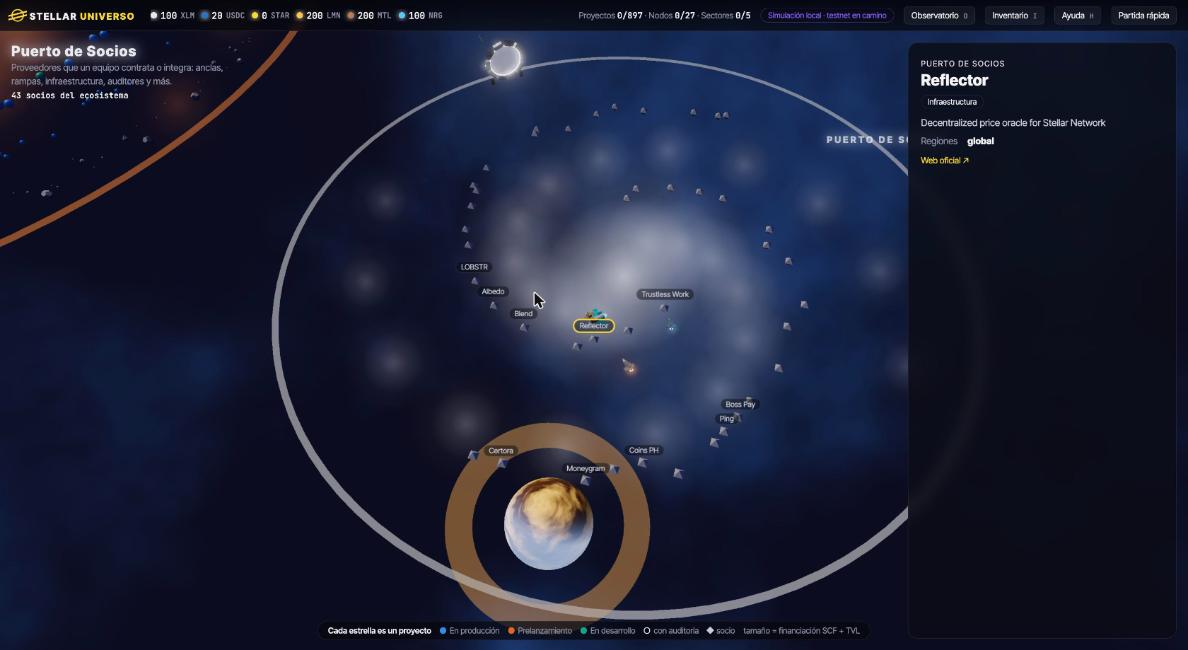 STELLAR UNIVERSO
100 XLM 20 USDC 0 STAR 200 LMN 200 MTL 100 NRG
Proyectos 0/897 · Nodos 0/27 · Sectores 0/5
Simulación local · testnet en camino
Observatorio O
Inventario I
Ayuda H
Partida rápida
Puerto de Socios
Proveedores que un equipo contrata o integra: anclas,
rampas, infraestructura, auditores y más.
43 socios del ecosistema
PUERTO DE SO
PUERTO DE SOCIOS
Reflector
Infraestructura
Decentralized price oracle for Stellar Network
Regiones global
Web oficial ↗
LOBSTR
Albedo
Trustless Work
Blend
Reflector
Boss Pay
Ping
Certora
Coins PH
Moneygram
Cada estrella es un proyecto En producción Prelanzamiento En desarrollo con auditoría socio tamaño = financiación SCF + TVL